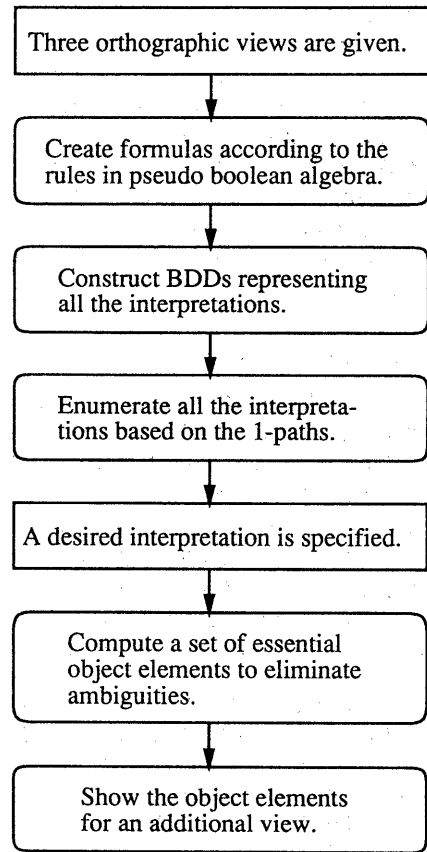 Three orthographic views are given.
Create formulas according to the
rules in pseudo boolean algebra.
Construct BDDs representing
all the interpretations.
Enumerate all the interpreta-
tions based on the 1-paths.
A desired interpretation is specified.
Compute a set of essential
object elements to eliminate
ambiguities.
Show the object elements
for an additional view.